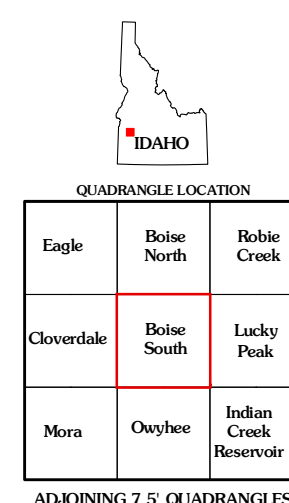 IDAHO
QUADRANGLE LOCATION
Eagle
Boise
North
Robie
Creek
Cloverdale
Boise
South
Lucky
Peak
Mora
Owyhee
Indian
Creek
Reservoir
ADJOINING 7.5' QUADRANGLES